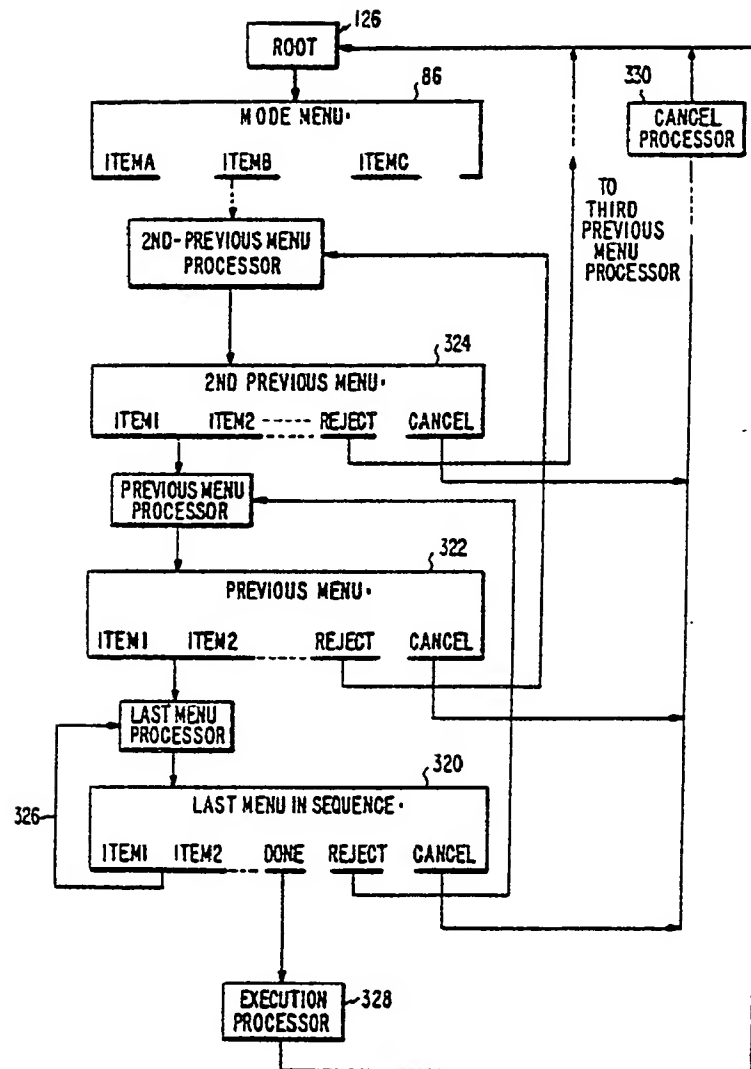 126
ROOT
86
MODE MENU·
ITEMA ITEMB ITEMC
330
CANCEL
PROCESSOR
TO
THIRD
PREVIOUS
MENU
PROCESSOR
2ND-PREVIOUS MENU
PROCESSOR
324
2ND PREVIOUS MENU·
ITEM1 ITEM2 REJECT CANCEL
PREVIOUS MENU
PROCESSOR
322
PREVIOUS MENU·
ITEM1 ITEM2 REJECT CANCEL
LAST MENU
PROCESSOR
320
326
LAST MENU IN SEQUENCE·
ITEM1 ITEM2 DONE REJECT CANCEL
EXECUTION
PROCESSOR
328